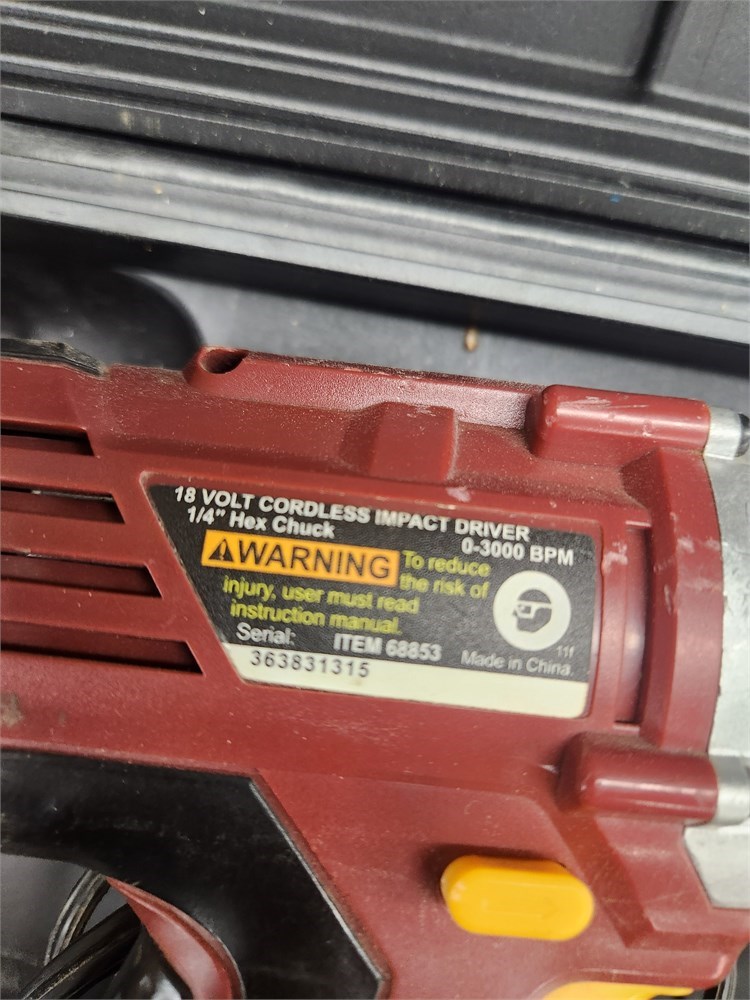 18 VOLT CORDLESS IMPACT DRIVER
1/4" Hex Chuck 0-3000 BPM
WARNING To reduce
the risk of
injury, user must read
instruction manual.
Serial: ITEM 68853
363831315
11f
Made in China.